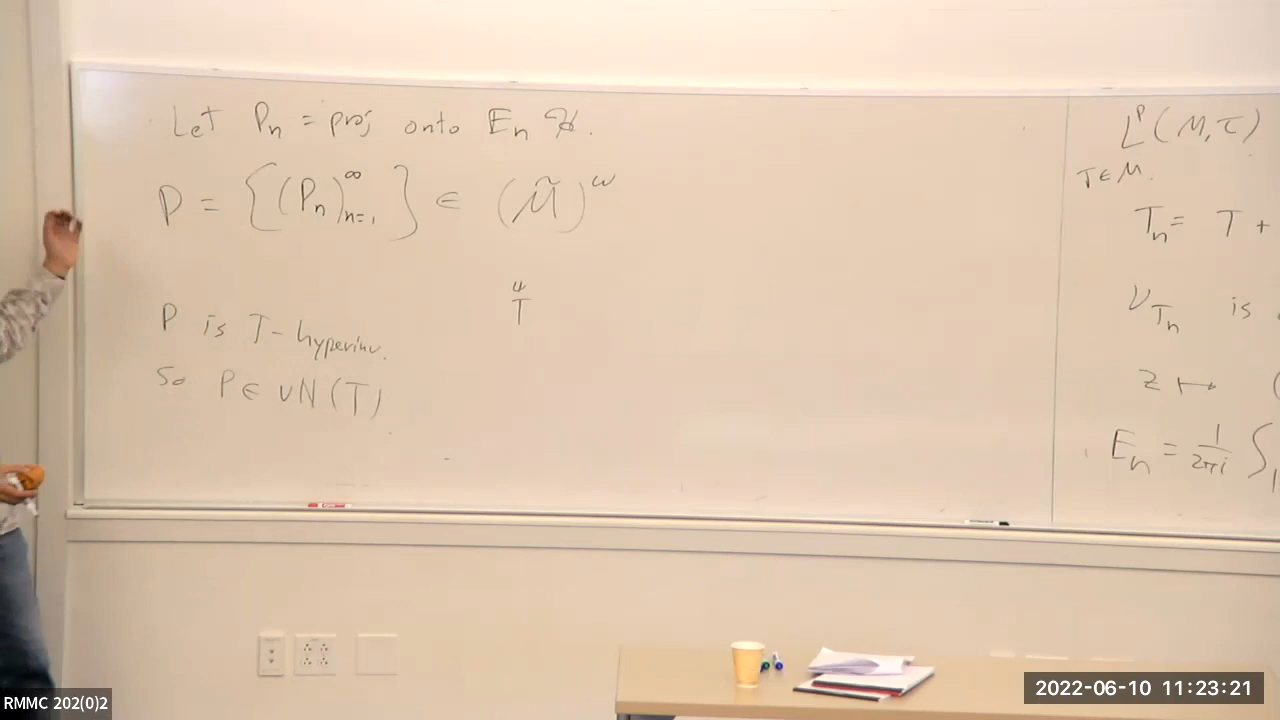 Let Pn = proj onto En ℋ.
P = {(Pn)∞n=1} ∈ (M̃)^ω
ψ
T
P is T-hyperinv.
So P ∈ vN(T)
L^p(M,τ)
T∈M.
Tn = T +
νTn is
z ↦ (
En = 1/2πi ∫
RMMC 202(0)2
2022-06-10 11:23:21